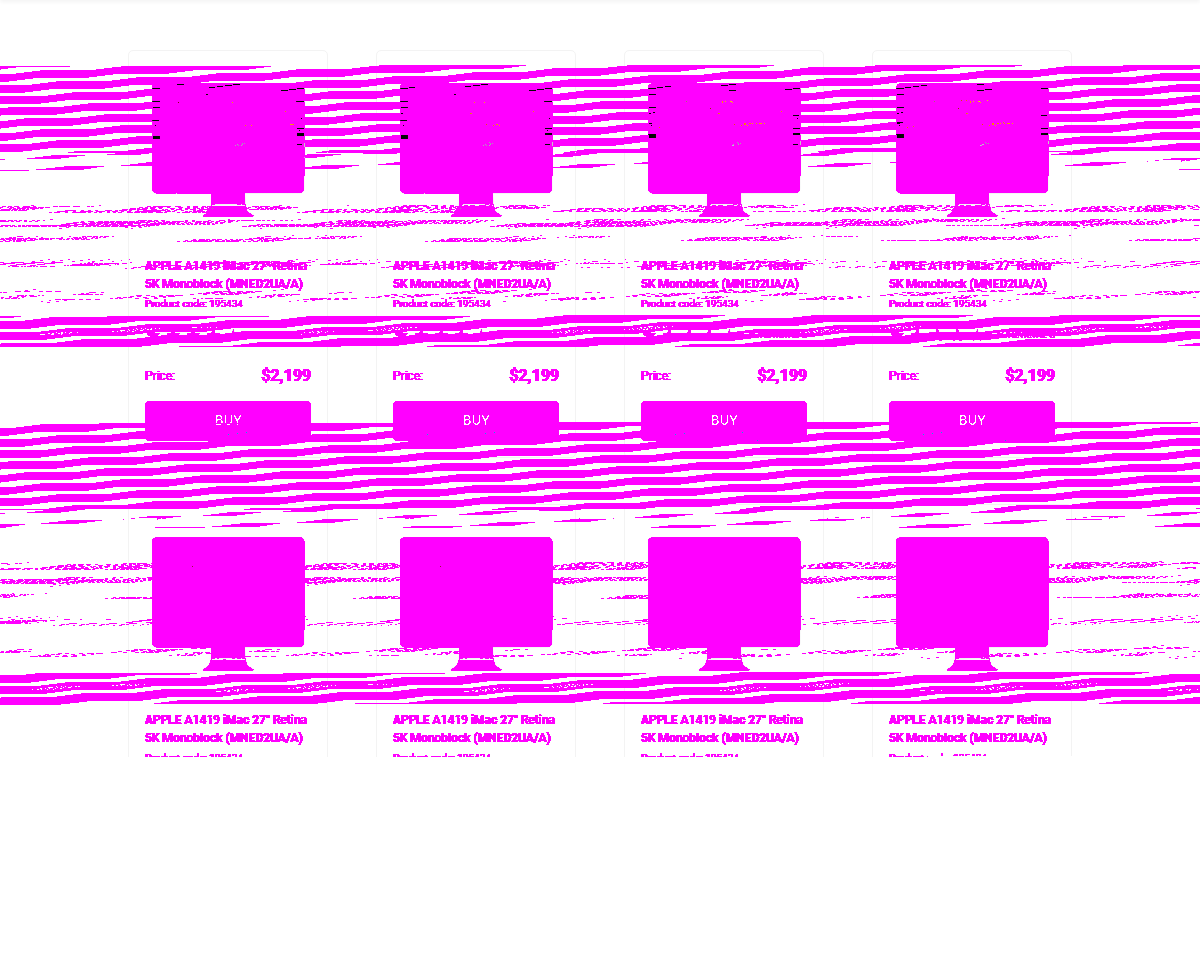 APPLE A1419 iMac 27" Retina APPLE A1419 iMac 27" Retina APPLE A1419 iMac 27" Retina APPLE A1419 iMac 27" Retina
5K Monoblock (MNED2UA/A) 5K Monoblock (MNED2UA/A) 5K Monoblock (MNED2UA/A) 5K Monoblock (MNED2UA/A)
Product code: 195434 Product code: 195434 Product code: 195434 Product code: 195434
Price: $2,199 Price: $2,199 Price: $2,199 Price: $2,199
BUY BUY BUY BUY
APPLE A1419 iMac 27" Retina APPLE A1419 iMac 27" Retina APPLE A1419 iMac 27" Retina APPLE A1419 iMac 27" Retina
5K Monoblock (MNED2UA/A) 5K Monoblock (MNED2UA/A) 5K Monoblock (MNED2UA/A) 5K Monoblock (MNED2UA/A)